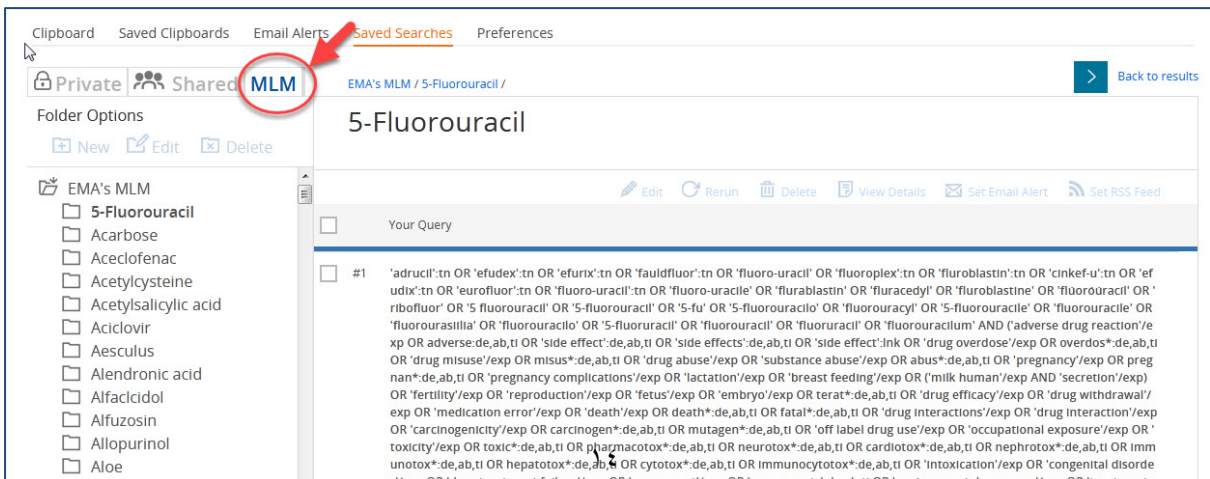 Clipboard Saved Clipboards Email Alerts Saved Searches Preferences
Private Shared MLM
EMA's MLM / 5-Fluorouracil /
Back to results
Folder Options
New Edit Delete
EMA's MLM
5-Fluorouracil
Acarbose
Aceclofenac
Acetylcysteine
Acetylsalicylic acid
Aciclovir
Aesculus
Alendronic acid
Alfaclcidol
Alfuzosin
Allopurinol
Aloe
5-Fluorouracil
Edit Rerun Delete View Details Set Email Alert Set RSS Feed
Your Query
#1 'adrucil':tn OR 'efudex':tn OR 'efurix':tn OR 'fauldfluor':tn OR 'fluoro-uracil' OR 'fluoroplex':tn OR 'fluroblastin':tn OR 'cinkef-u':tn OR 'ef
udix':tn OR 'eurofluor':tn OR 'fluoro-uracil':tn OR 'fluoro-uracile' OR 'flurablastin' OR 'fluracedyl' OR 'fluroblastine' OR 'flüoroüracil' OR '
ribofluor' OR '5 fluorouracil' OR '5-fluorouracil' OR '5-fu' OR '5-fluorouracilo' OR 'fluorouracyl' OR '5-fluorouracile' OR 'fluorouracile' OR
'fluorourasiilia' OR 'fluorouracilo' OR '5-fluoruracil' OR 'fluorouracil' OR 'fluoruracil' OR 'fluorouracilum' AND ('adverse drug reaction'/e
xp OR adverse:de,ab,ti OR 'side effect':de,ab,ti OR 'side effects':de,ab,ti OR 'side effect':lnk OR 'drug overdose'/exp OR overdos*:de,ab,ti
OR 'drug misuse'/exp OR misus*:de,ab,ti OR 'drug abuse'/exp OR 'substance abuse'/exp OR abus*:de,ab,ti OR 'pregnancy'/exp OR preg
nan*:de,ab,ti OR 'pregnancy complications'/exp OR 'lactation'/exp OR 'breast feeding'/exp OR ('milk human'/exp AND 'secretion'/exp)
OR 'fertility'/exp OR 'reproduction'/exp OR 'fetus'/exp OR 'embryo'/exp OR terat*:de,ab,ti OR 'drug efficacy'/exp OR 'drug withdrawal'/
exp OR 'medication error'/exp OR 'death'/exp OR death*:de,ab,ti OR fatal*:de,ab,ti OR 'drug interactions'/exp OR 'drug interaction'/exp
OR 'carcinogenicity'/exp OR carcinogen*:de,ab,ti OR mutagen*:de,ab,ti OR 'off label drug use'/exp OR 'occupational exposure'/exp OR '
toxicity'/exp OR toxic*:de,ab,ti OR pharmacotox*:de,ab,ti OR neurotox*:de,ab,ti OR cardiotox*:de,ab,ti OR nephrotox*:de,ab,ti OR imm
unotox*:de,ab,ti OR hepatotox*:de,ab,ti OR cytotox*:de,ab,ti OR immunocytotox*:de,ab,ti OR 'intoxication'/exp OR 'congenital disorde
١٤